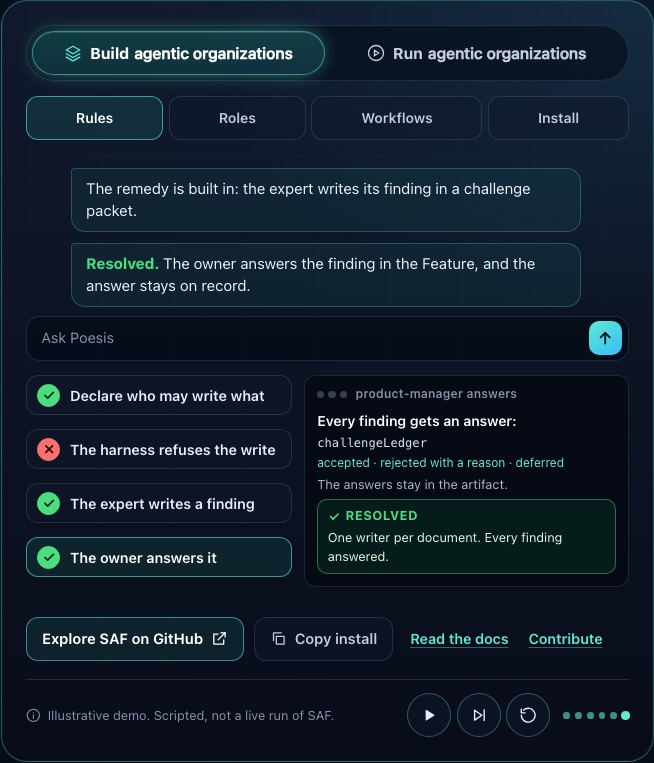 Build agentic organizations
Run agentic organizations
Rules
Roles
Workflows
Install
The remedy is built in: the expert writes its finding in a challenge
packet.
Resolved. The owner answers the finding in the Feature, and the
answer stays on record.
Ask Poesis
Declare who may write what
The harness refuses the write
The expert writes a finding
The owner answers it
product-manager answers
Every finding gets an answer:
challengeLedger
accepted · rejected with a reason · deferred
The answers stay in the artifact.
✓ RESOLVED
One writer per document. Every finding
answered.
Explore SAF on GitHub
Copy install
Read the docs
Contribute
Illustrative demo. Scripted, not a live run of SAF.